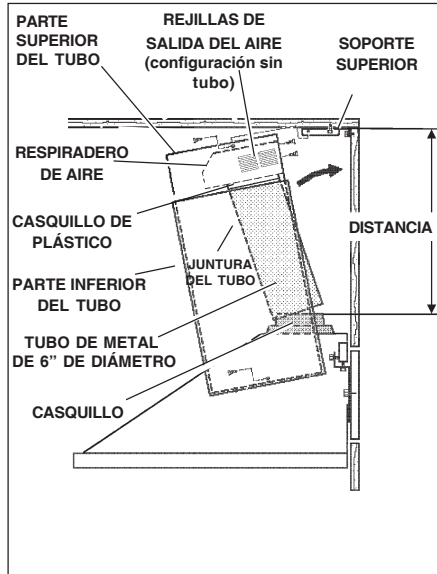 PARTE
SUPERIOR
DEL TUBO
REJILLAS DE
SALIDA DEL AIRE
(configuración sin
tubo)
SOPORTE
SUPERIOR
RESPIRADERO
DE AIRE
CASQUILLO DE
PLÁSTICO
JUNTURA
DEL TUBO
DISTANCIA
PARTE INFERIOR
DEL TUBO
TUBO DE METAL
DE 6” DE DIÁMETRO
CASQUILLO